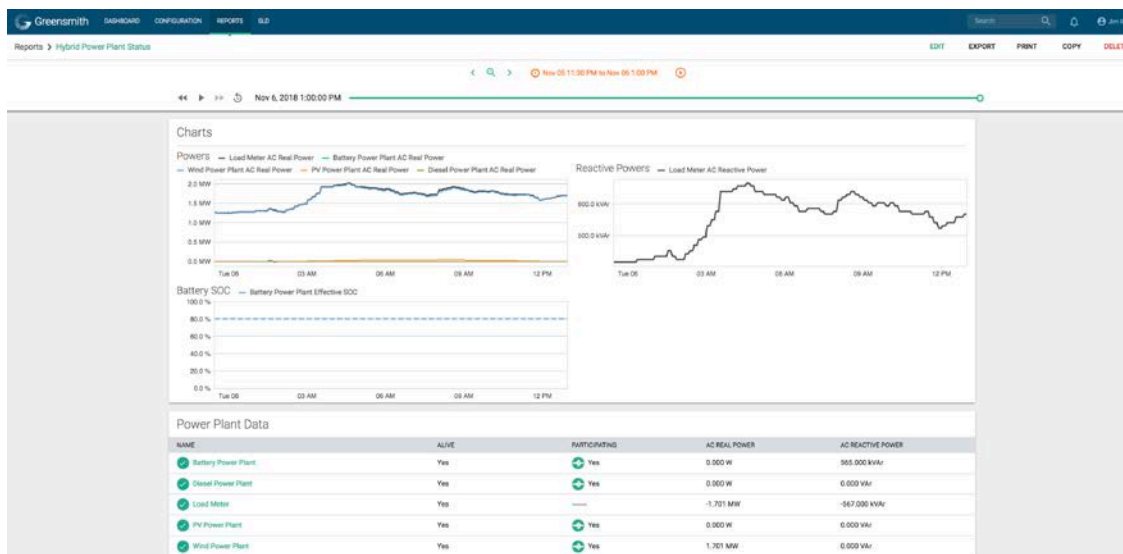 Greensmith DASHBOARD CONFIGURATION REPORTS SLD Search
Reports > Hybrid Power Plant Status EDIT EXPORT PRINT COPY DELET
Nov 05 11:00 PM to Nov 06 1:00 PM
Nov 6, 2018 1:00:00 PM
Charts
Powers — Load Meter AC Real Power — Battery Power Plant AC Real Power
— Wind Power Plant AC Real Power — PV Power Plant AC Real Power — Diesel Power Plant AC Real Power
2.0 MW
1.5 MW
1.0 MW
0.5 MW
0.0 MW
Tue 06 03 AM 06 AM 09 AM 12 PM
Reactive Powers — Load Meter AC Reactive Power
600.0 kVAr
500.0 kVAr
Tue 06 03 AM 06 AM 09 AM 12 PM
Battery SOC — Battery Power Plant Effective SOC
100.0 %
80.0 %
60.0 %
40.0 %
20.0 %
0.0 %
Tue 06 03 AM 06 AM 09 AM 12 PM
Power Plant Data
NAME ALIVE PARTICIPATING AC REAL POWER AC REACTIVE POWER
Battery Power Plant Yes Yes 0.000 W 565.000 kVAr
Diesel Power Plant Yes Yes 0.000 W 0.000 VAr
Load Meter Yes — -1.701 MW -567.000 kVAr
PV Power Plant Yes Yes 0.000 W 0.000 VAr
Wind Power Plant Yes Yes 1.701 MW 0.000 VAr